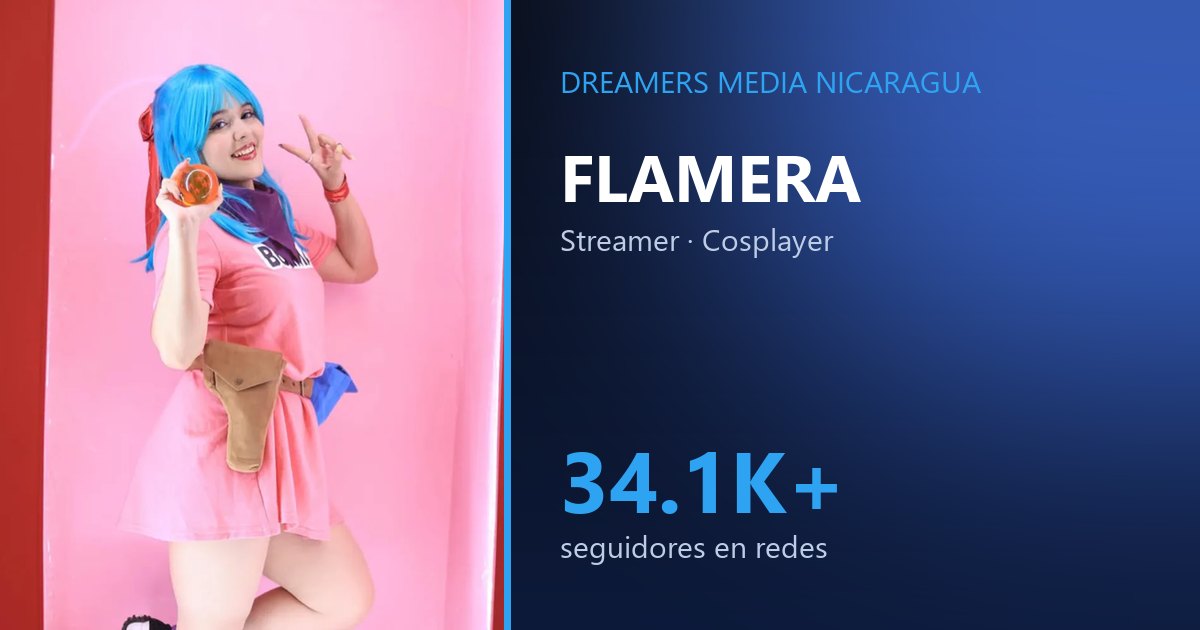 DREAMERS MEDIA NICARAGUA
FLAMERA
Streamer · Cosplayer
34.1K+
seguidores en redes